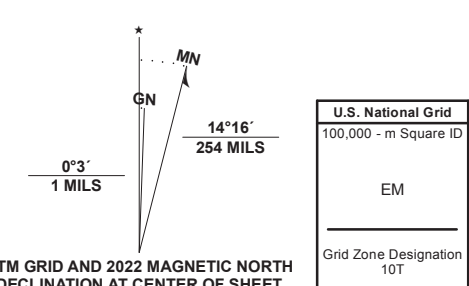 ★
MN
GN
14°16´
254 MILS
0°3´
1 MILS
TM GRID AND 2022 MAGNETIC NORTH
DECLINATION AT CENTER OF SHEET
U.S. National Grid
100,000 - m Square ID
EM
Grid Zone Designation
10T